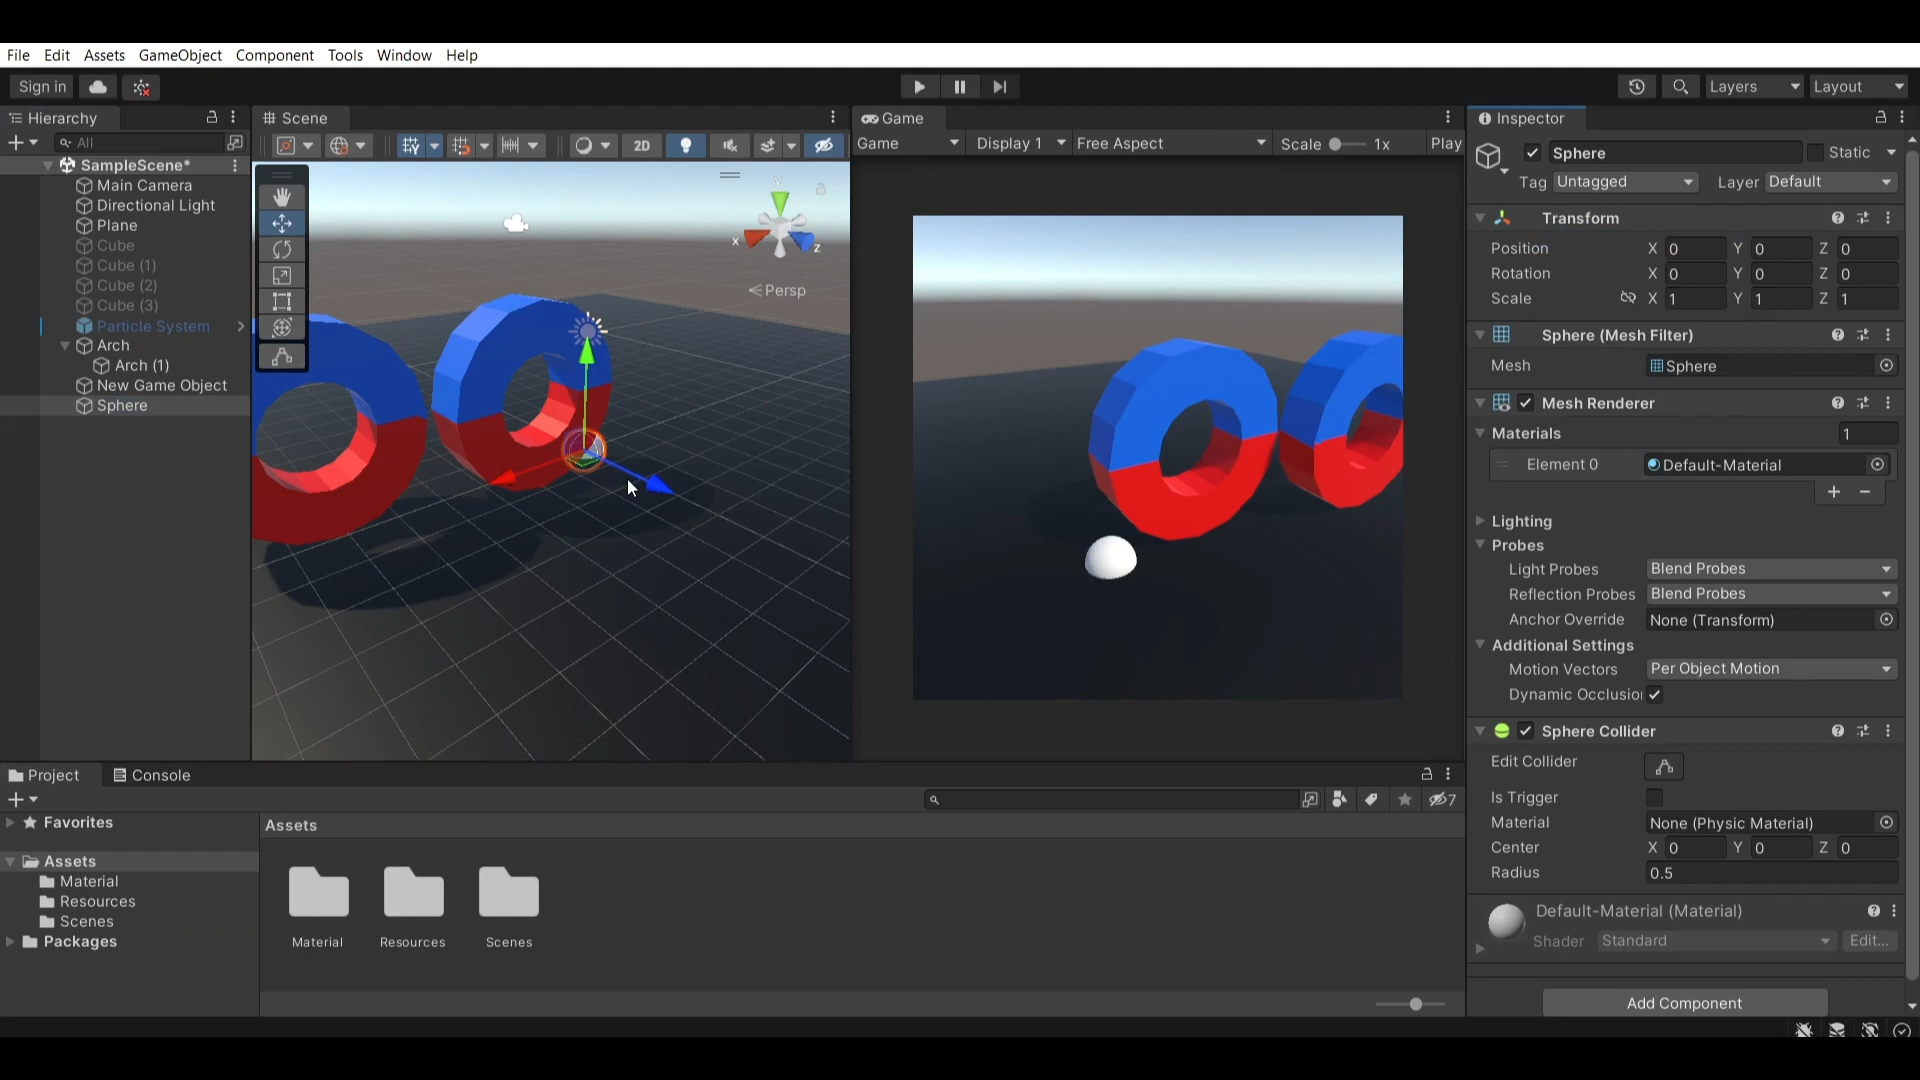 File Edit Assets GameObject Component Tools Window Help
Sign in
Layers Layout
Hierarchy
All
SampleScene*
Main Camera
Directional Light
Plane
Cube
Cube (1)
Cube (2)
Cube (3)
Particle System
Arch
Arch (1)
New Game Object
Sphere
Scene
2D
y
x
z
Persp
Game
Game Display 1 Free Aspect Scale 1x Play
Inspector
Sphere Static
Tag Untagged Layer Default
Transform
Position X 0 Y 0 Z 0
Rotation X 0 Y 0 Z 0
Scale X 1 Y 1 Z 1
Sphere (Mesh Filter)
Mesh Sphere
Mesh Renderer
Materials 1
Element 0 Default-Material
Lighting
Probes
Light Probes Blend Probes
Reflection Probes Blend Probes
Anchor Override None (Transform)
Additional Settings
Motion Vectors Per Object Motion
Dynamic Occlusio
Sphere Collider
Edit Collider
Is Trigger
Material None (Physic Material)
Center X 0 Y 0 Z 0
Radius 0.5
Default-Material (Material)
Shader Standard Edit...
Add Component
Project Console
7
Favorites
Assets
Material
Resources
Scenes
Packages
Assets
Material Resources Scenes